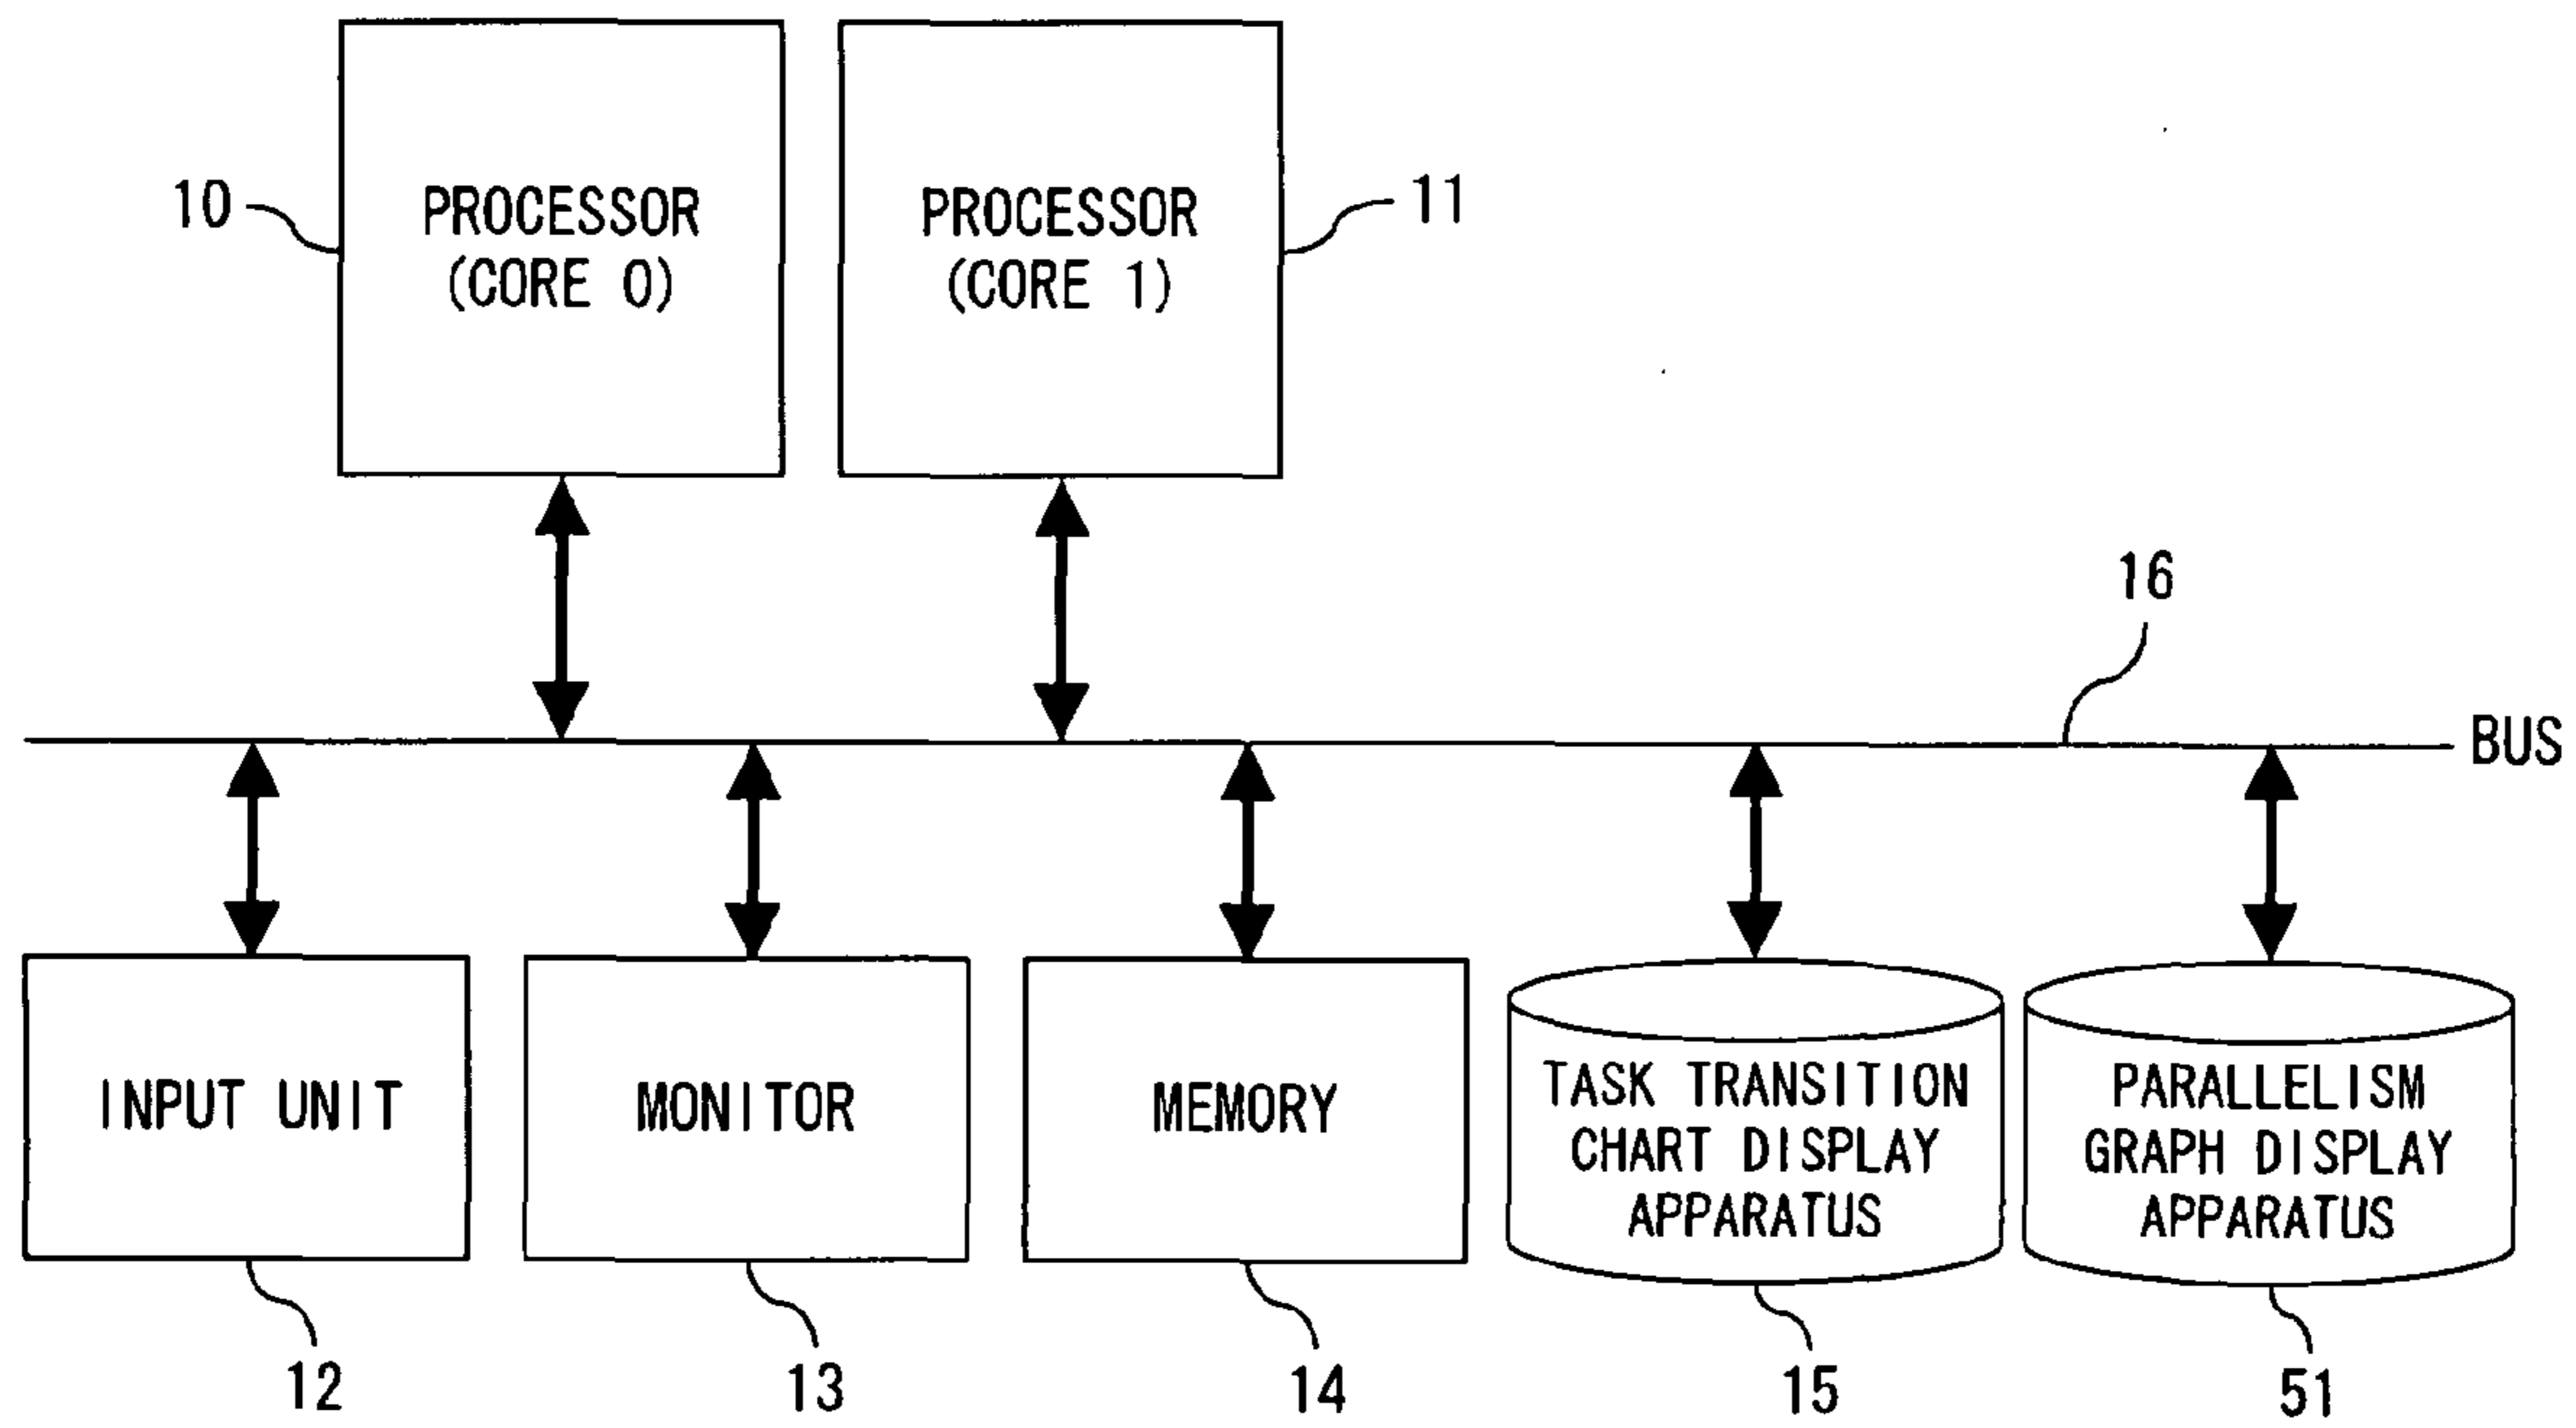 10
PROCESSOR
(CORE 0)
PROCESSOR
(CORE 1)
11
16
BUS
INPUT UNIT
MONITOR
MEMORY
TASK TRANSITION
CHART DISPLAY
APPARATUS
PARALLELISM
GRAPH DISPLAY
APPARATUS
12
13
14
15
51